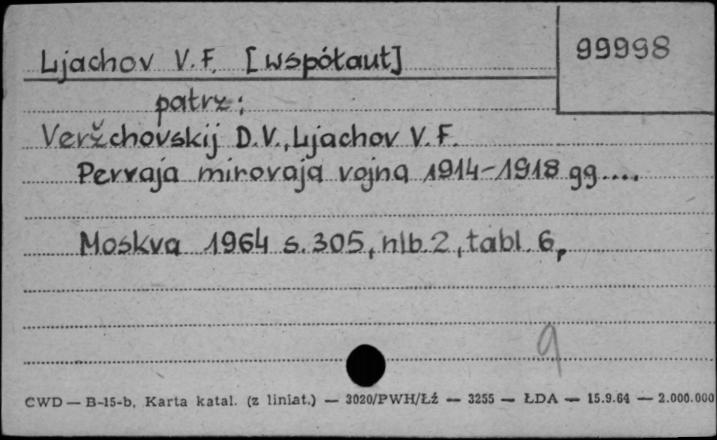 Ljachov V.F. [współaut]
99998
patrz:
Veržchovskij D.V., Ljachov V.F.
Pervaja mirovaja vojna 1914-1918 gg....
Moskva 1964 s. 305, nlb. 2, tabl. 6,
CWD — B-15-b, Karta katal. (z liniat.) — 3020/PWH/Łź — 3255 — ŁDA — 15.9.64 — 2.000.000